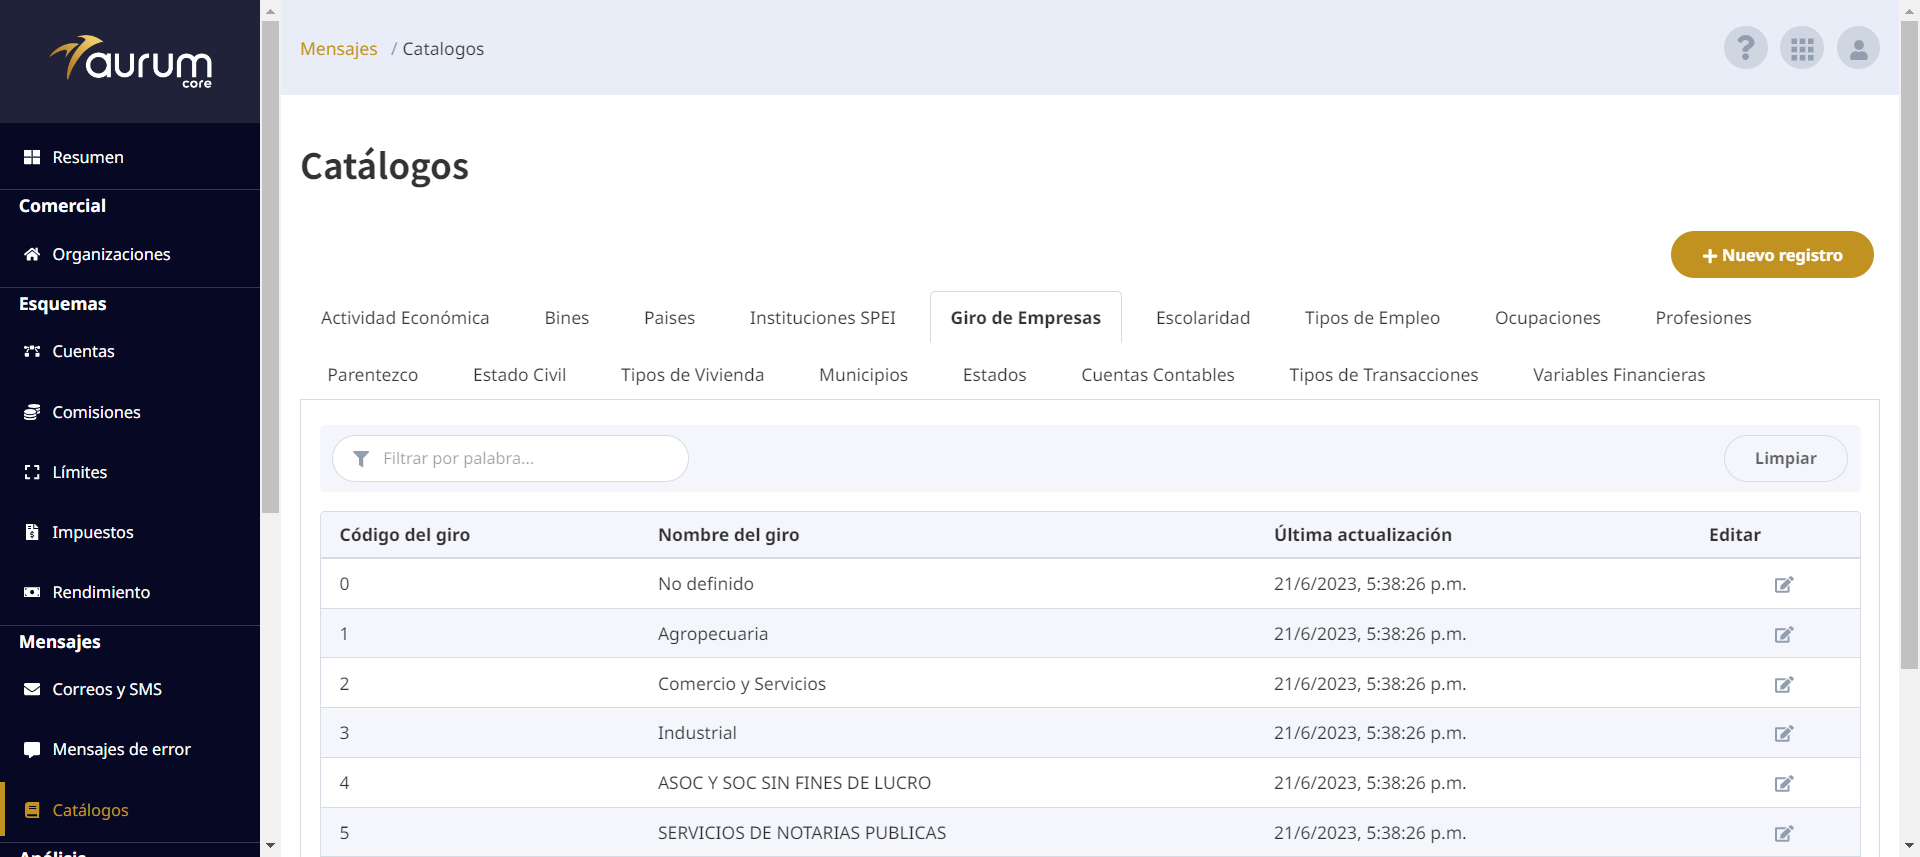 aurum
core
Resumen
Comercial
Organizaciones
Esquemas
Cuentas
Comisiones
Límites
Impuestos
Rendimiento
Mensajes
Correos y SMS
Mensajes de error
Catálogos
Análisis
Mensajes / Catalogos
?
Catálogos
+ Nuevo registro
Actividad Económica Bines Paises Instituciones SPEI Giro de Empresas Escolaridad Tipos de Empleo Ocupaciones Profesiones
Parentezco Estado Civil Tipos de Vivienda Municipios Estados Cuentas Contables Tipos de Transacciones Variables Financieras
Filtrar por palabra... Limpiar
Código del giro Nombre del giro Última actualización Editar
0 No definido 21/6/2023, 5:38:26 p.m.
1 Agropecuaria 21/6/2023, 5:38:26 p.m.
2 Comercio y Servicios 21/6/2023, 5:38:26 p.m.
3 Industrial 21/6/2023, 5:38:26 p.m.
4 ASOC Y SOC SIN FINES DE LUCRO 21/6/2023, 5:38:26 p.m.
5 SERVICIOS DE NOTARIAS PUBLICAS 21/6/2023, 5:38:26 p.m.